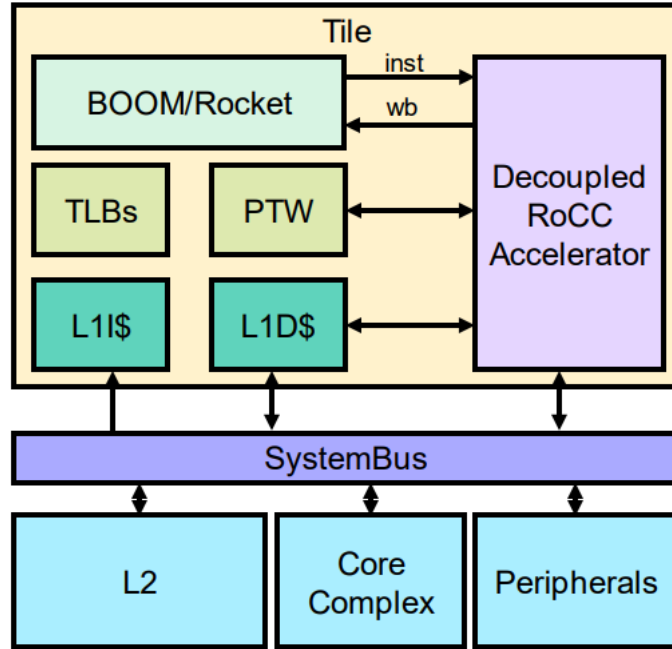 Tile
BOOM/Rocket
inst
wb
Decoupled
RoCC
Accelerator
TLBs
PTW
L1I$
L1D$
SystemBus
L2
Core
Complex
Peripherals